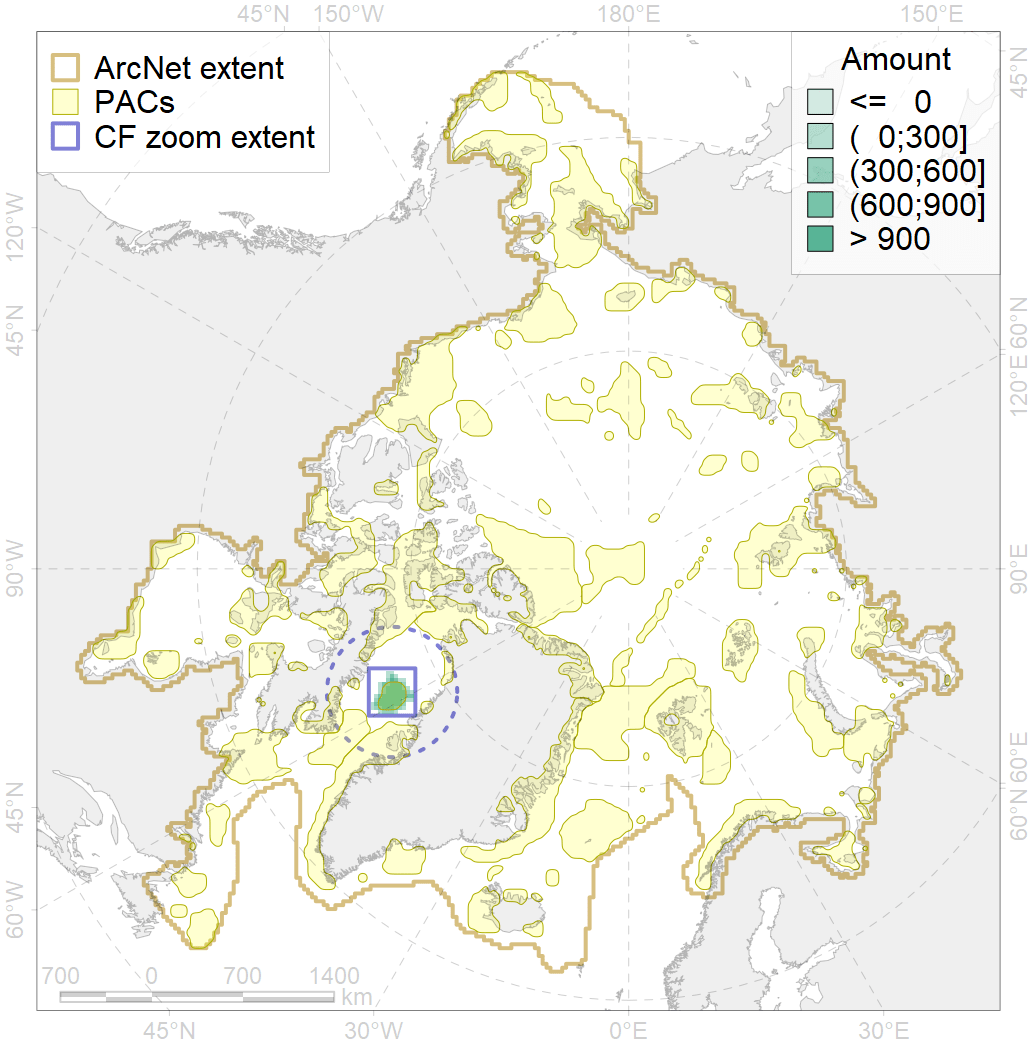 45°N 150°W 180°E 150°E
ArcNet extent
PACs
CF zoom extent
Amount
<= 0
( 0;300]
(300;600]
(600;900]
> 900
45°N
120°W
45°N
90°W
45°N
60°W
60°N
120°E
90°E
60°E
60°N
700 0 700 1400
km
45°N 30°W 0°E 30°E